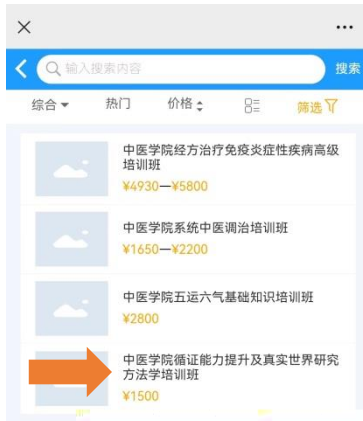 输入搜索内容
搜索
综合
热门
价格
筛选
中医学院经方治疗免疫炎症性疾病高级
培训班
¥4930—¥5800
中医学院系统中医调治培训班
¥1650—¥2200
中医学院五运六气基础知识培训班
¥2800
中医学院循证能力提升及真实世界研究
方法学培训班
¥1500